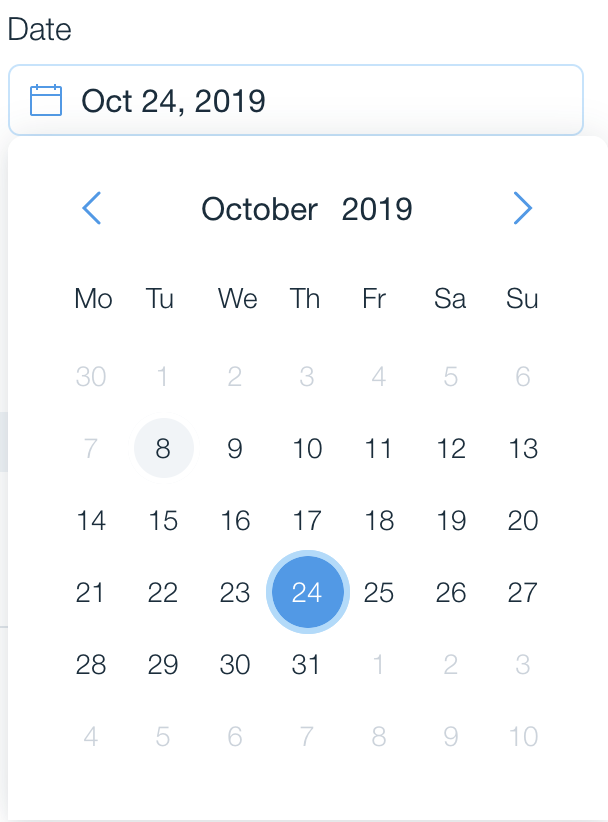 Date
Oct 24, 2019
October 2019
Mo Tu We Th Fr Sa Su
30 1 2 3 4 5 6
7 8 9 10 11 12 13
14 15 16 17 18 19 20
21 22 23 24 25 26 27
28 29 30 31 1 2 3
4 5 6 7 8 9 10